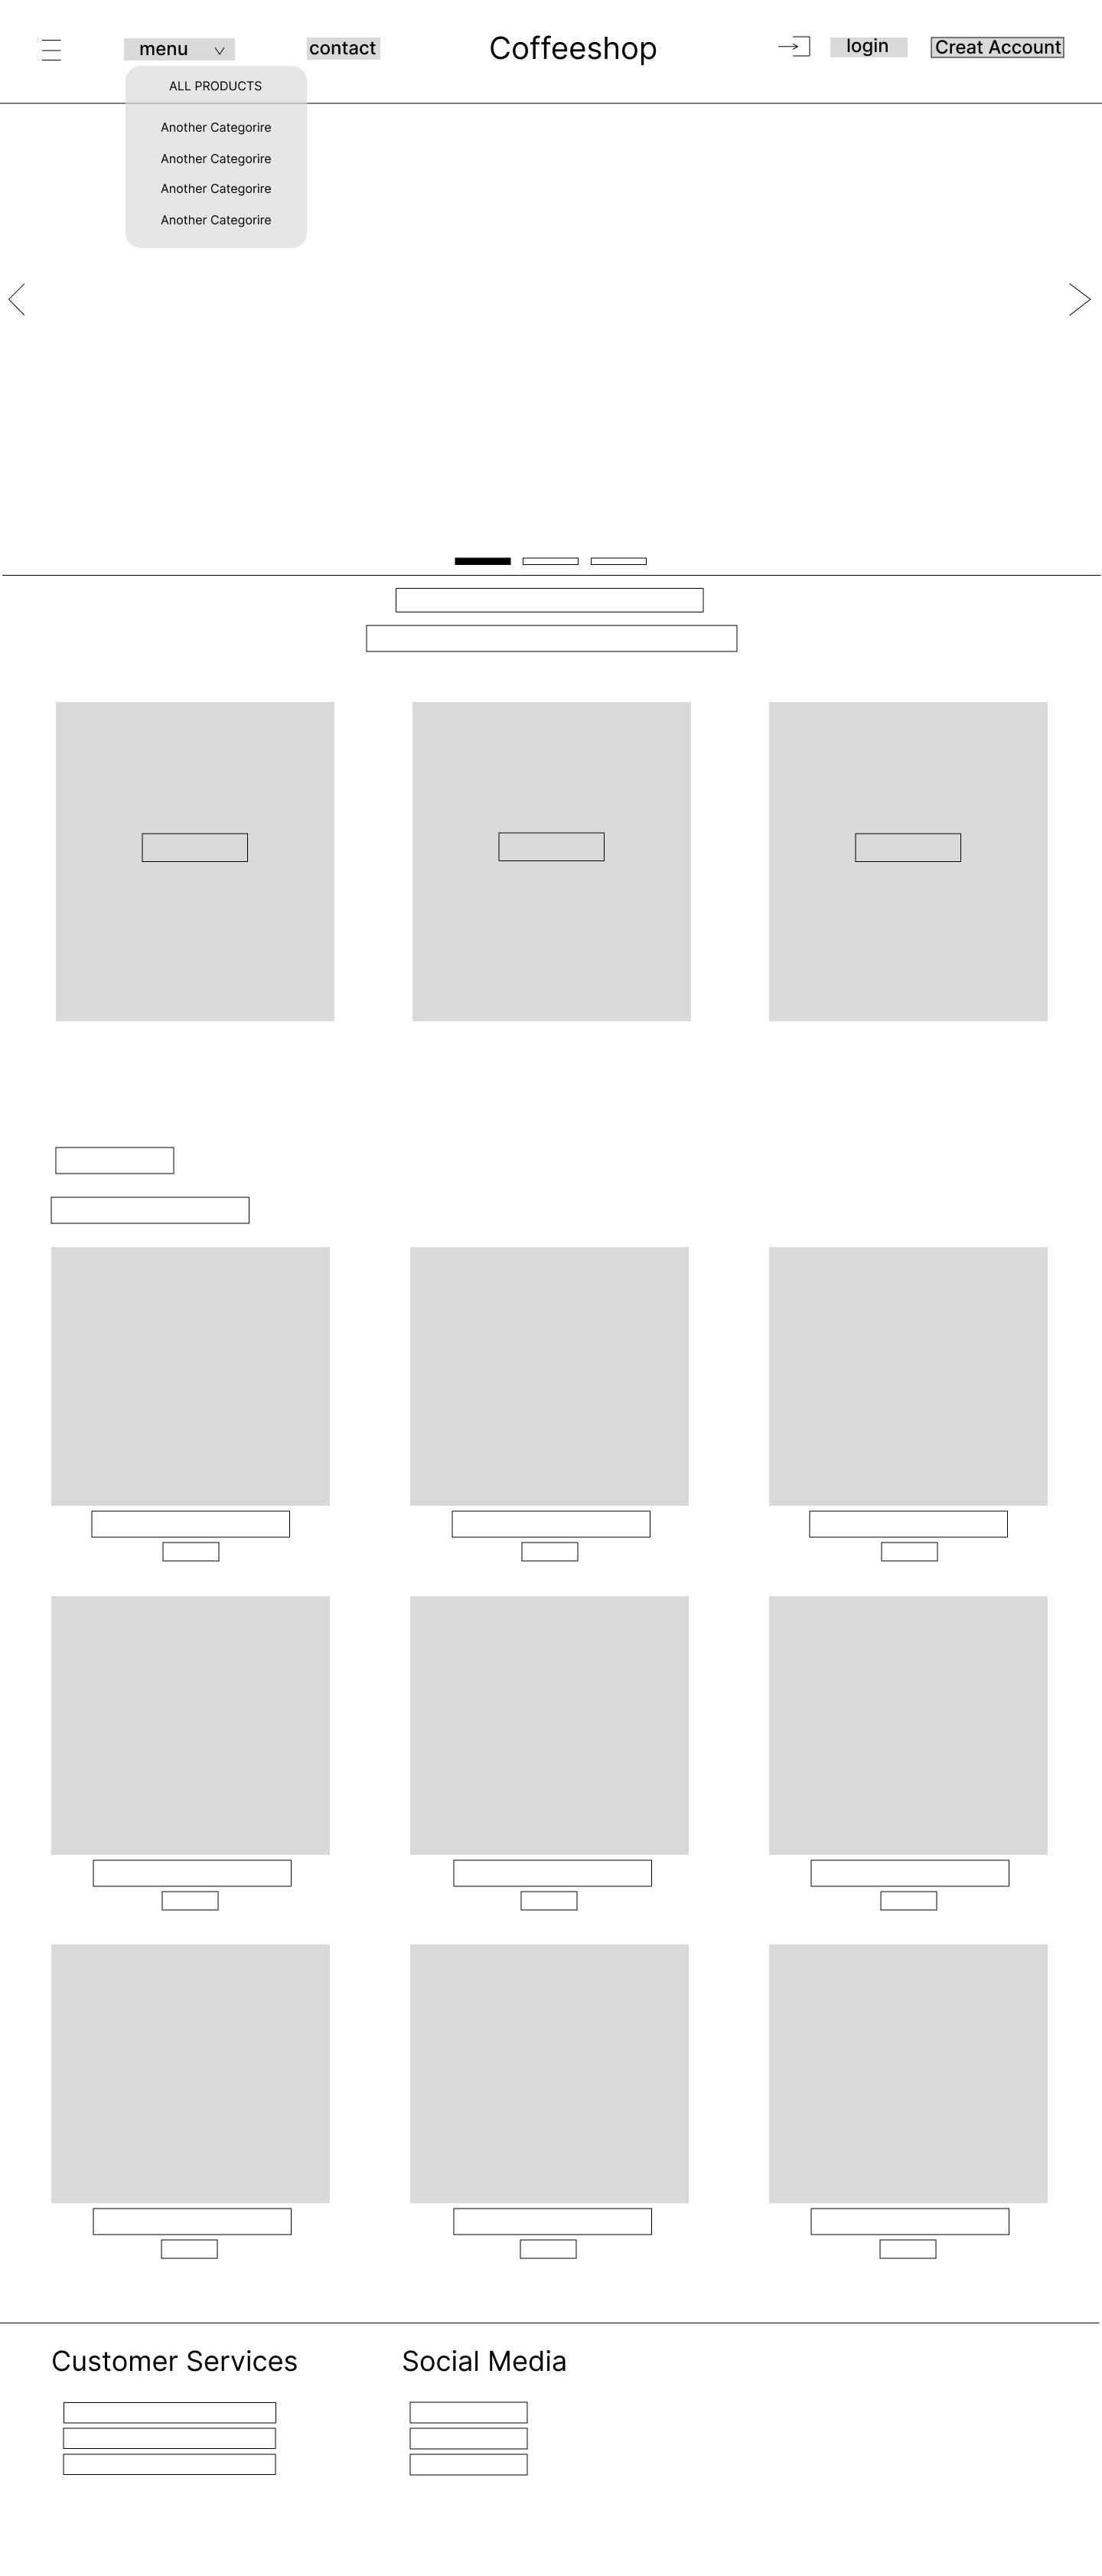 menu
contact
Coffeeshop
login
Creat Account
ALL PRODUCTS
Another Categorire
Another Categorire
Another Categorire
Another Categorire
Customer Services
Social Media